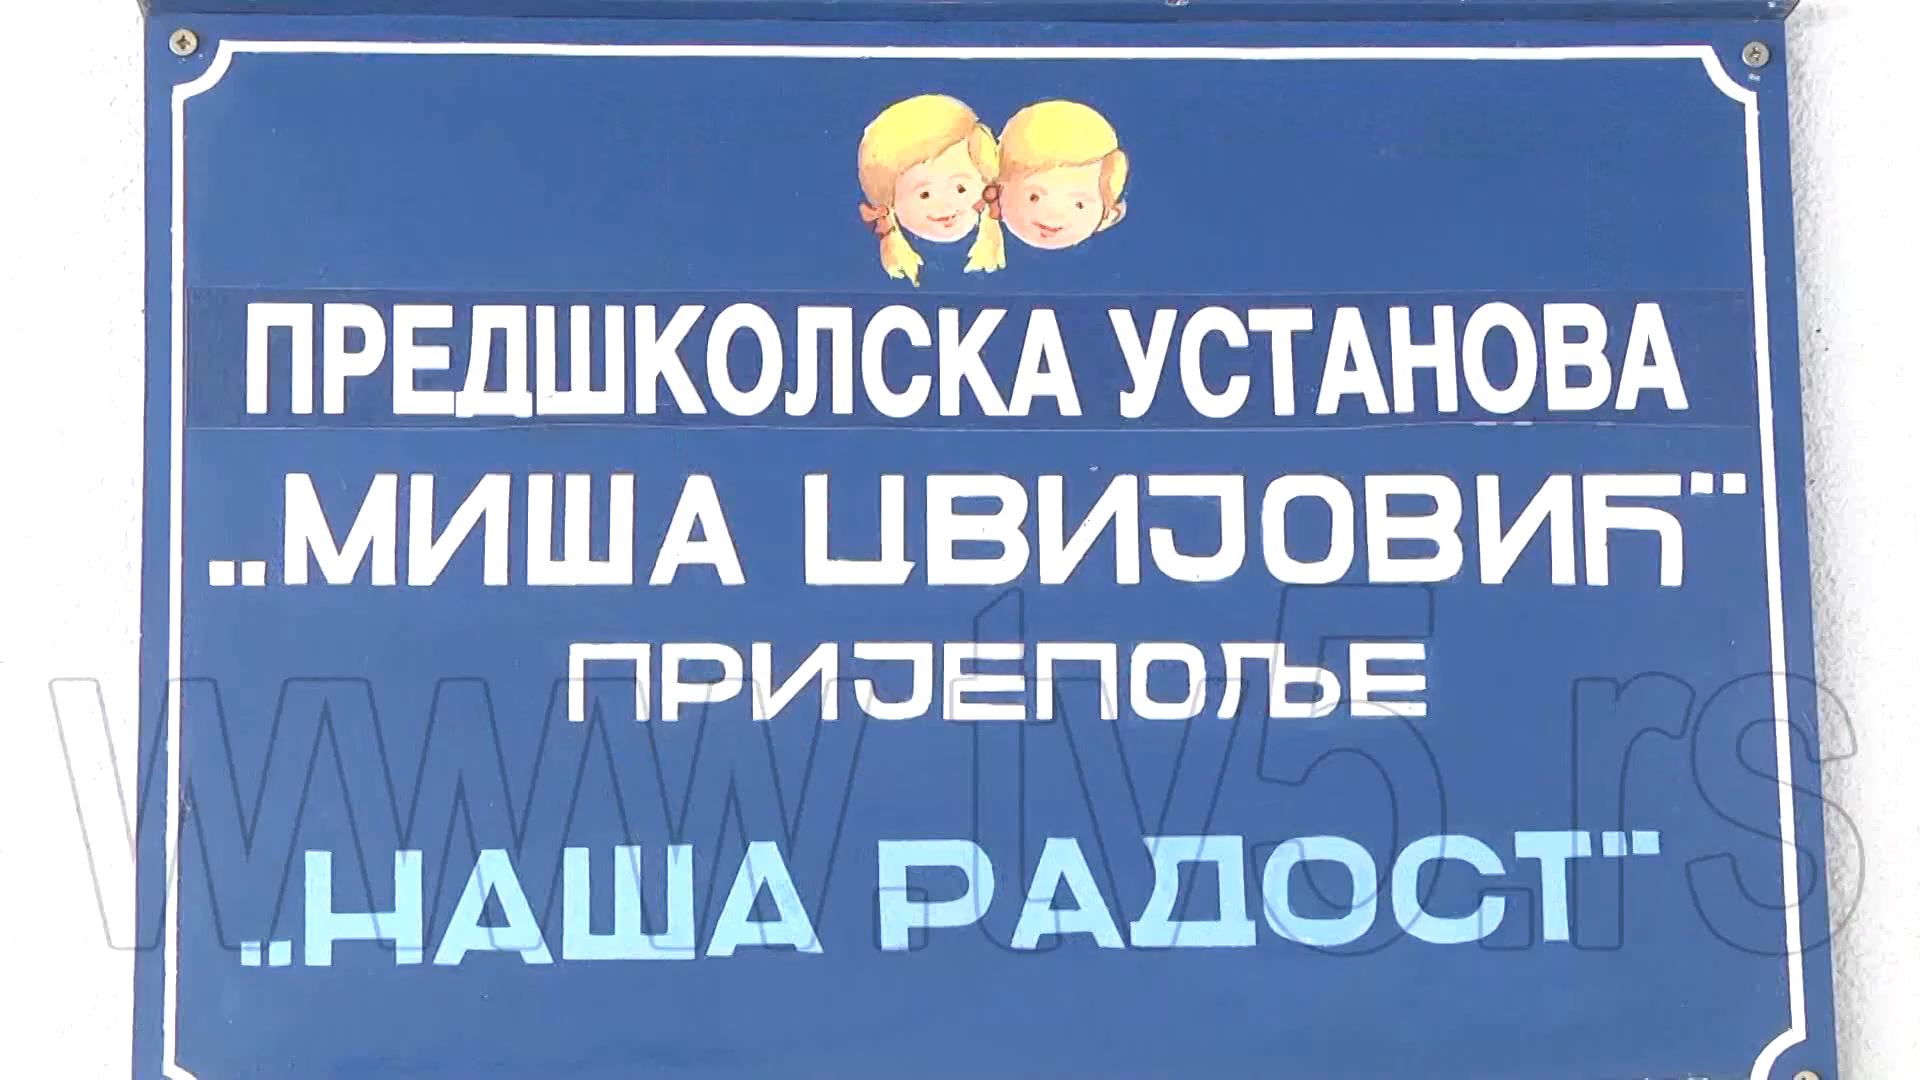 ПРЕДШКОЛСКА УСТАНОВА
„МИША ЦВИЈОВИЋ¨
ПРИЈЕПОЉЕ
www.tv5.rs
„НАША РАДОСТ¨